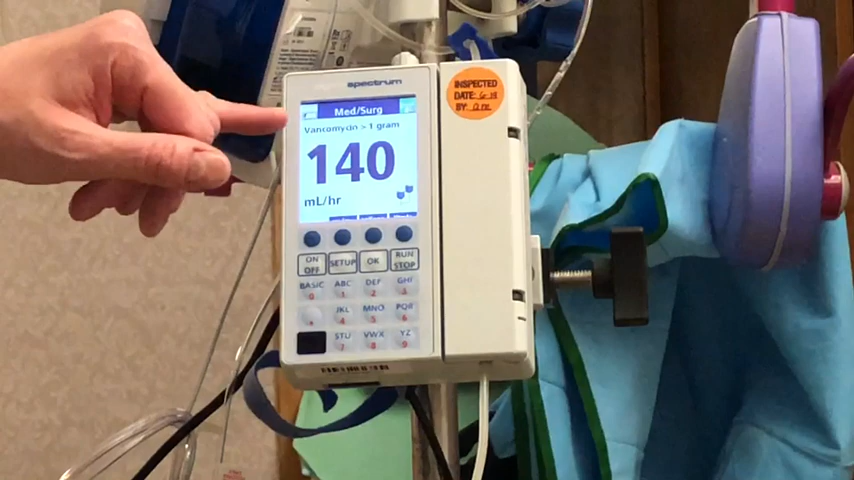 spectrum
Med/Surg
Vancomycin > 1 gram
140
mL/hr
INSPECTED
DATE:
BY:
ON
OFF
SETUP
OK
RUN
STOP
BASIC ABC DEF GHI
0 1 2 3
JKL MNO PQR
. 4 5 6
STU VWX YZ
7 8 9